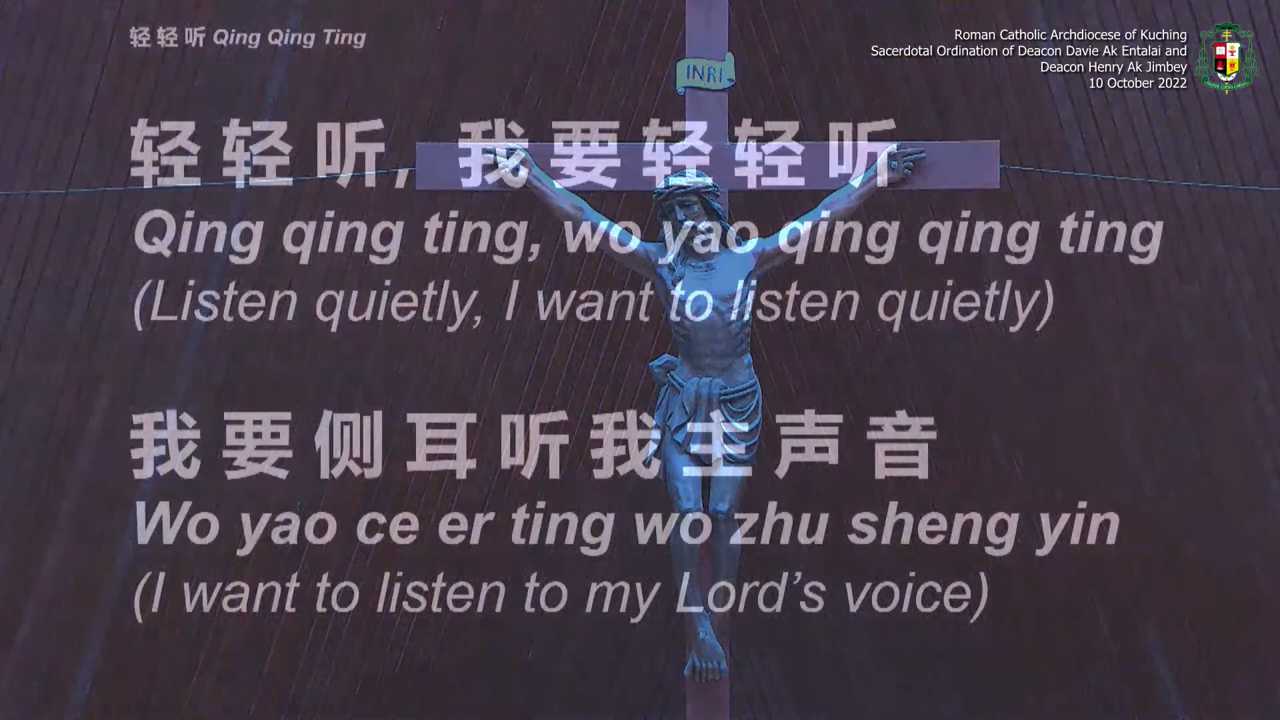 轻轻听 Qing Qing Ting
Roman Catholic Archdiocese of Kuching
Sacerdotal Ordination of Deacon Davie Ak Entalai and
Deacon Henry Ak Jimbey
10 October 2022
INRI
轻轻听, 我要轻轻听
Qing qing ting, wo yao qing qing ting
(Listen quietly, I want to listen quietly)
我要侧耳听我主声音
Wo yao ce er ting wo zhu sheng yin
(I want to listen to my Lord’s voice)